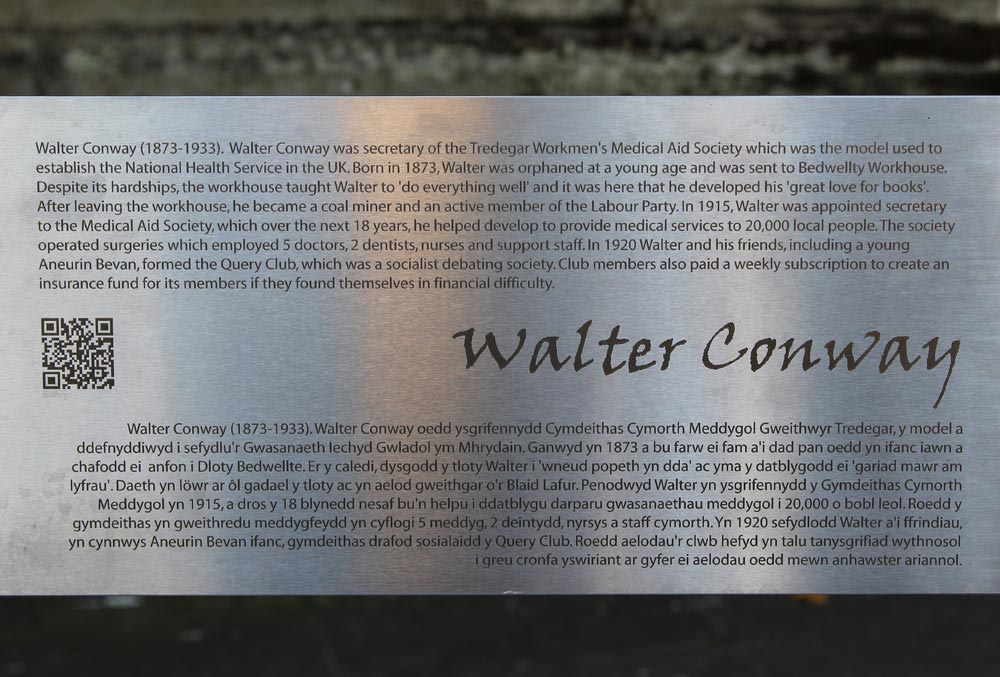 Walter Conway (1873-1933). Walter Conway was secretary of the Tredegar Workmen's Medical Aid Society which was the model used to
establish the National Health Service in the UK. Born in 1873, Walter was orphaned at a young age and was sent to Bedwellty Workhouse.
Despite its hardships, the workhouse taught Walter to 'do everything well' and it was here that he developed his 'great love for books'.
After leaving the workhouse, he became a coal miner and an active member of the Labour Party. In 1915, Walter was appointed secretary
to the Medical Aid Society, which over the next 18 years, he helped develop to provide medical services to 20,000 local people. The society
operated surgeries which employed 5 doctors, 2 dentists, nurses and support staff. In 1920 Walter and his friends, including a young
Aneurin Bevan, formed the Query Club, which was a socialist debating society. Club members also paid a weekly subscription to create an
insurance fund for its members if they found themselves in financial difficulty.
Walter Conway
Walter Conway (1873-1933). Walter Conway oedd ysgrifennydd Cymdeithas Cymorth Meddygol Gweithwyr Tredegar, y model a
ddefnyddiwyd i sefydlu'r Gwasanaeth Iechyd Gwladol ym Mhrydain. Ganwyd yn 1873 a bu farw ei fam a'i dad pan oedd yn ifanc iawn a
chafodd ei anfon i Dloty Bedwellte. Er y caledi, dysgodd y tloty Walter i 'wneud popeth yn dda' ac yma y datblygodd ei 'gariad mawr am
lyfrau'. Daeth yn löwr ar ôl gadael y tloty ac yn aelod gweithgar o'r Blaid Lafur. Penodwyd Walter yn ysgrifennydd y Gymdeithas Cymorth
Meddygol yn 1915, a dros y 18 blynedd nesaf bu'n helpu i ddatblygu darparu gwasanaethau meddygol i 20,000 o bobl leol. Roedd y
gymdeithas yn gweithredu meddygfeydd yn cyflogi 5 meddyg, 2 deintydd, nyrsys a staff cymorth. Yn 1920 sefydlodd Walter a'i ffrindiau,
yn cynnwys Aneurin Bevan ifanc, gymdeithas drafod sosialaidd y Query Club. Roedd aelodau'r clwb hefyd yn talu tanysgrifiad wythnosol
i greu cronfa yswiriant ar gyfer ei aelodau oedd mewn anhawster ariannol.